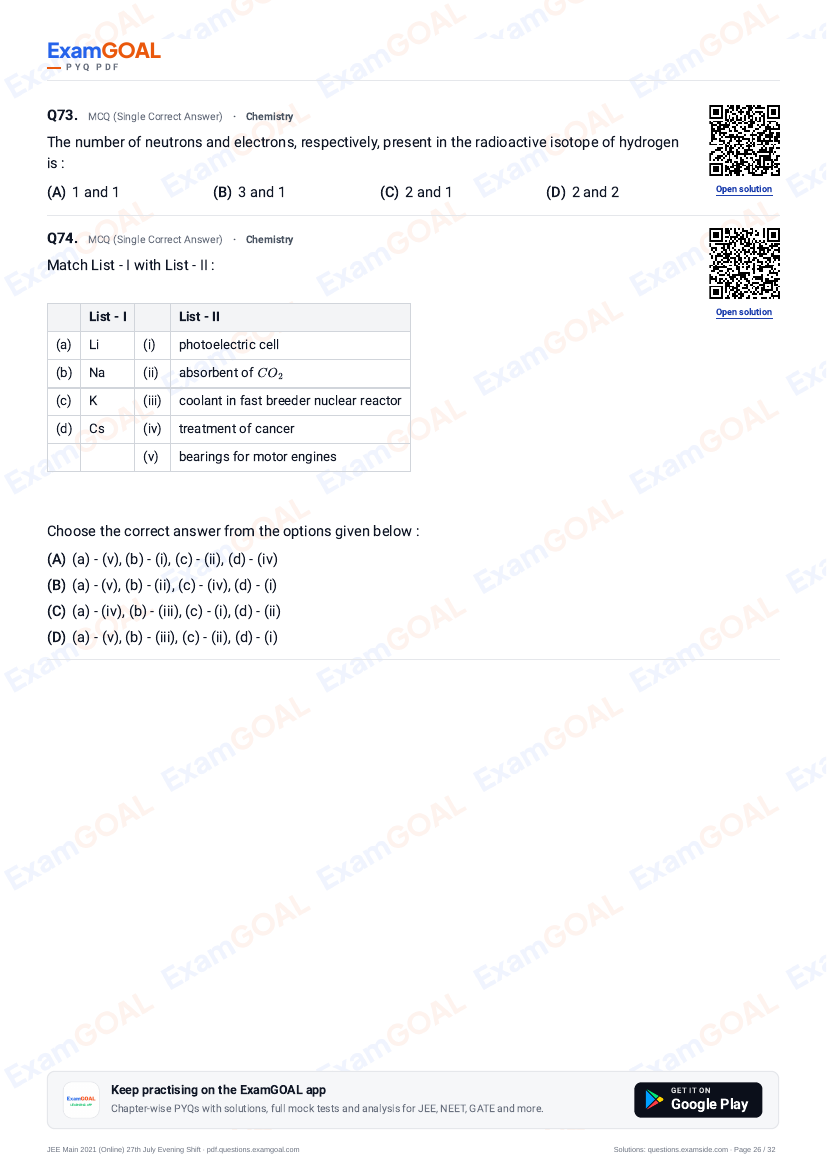 ExamGOAL
PYQ PDF
Q73. MCQ (Single Correct Answer) · Chemistry
The number of neutrons and electrons, respectively, present in the radioactive isotope of hydrogen
is :
(A) 1 and 1 (B) 3 and 1 (C) 2 and 1 (D) 2 and 2
Open solution
Q74. MCQ (Single Correct Answer) · Chemistry
Match List - I with List - II :
Open solution
List - I List - II
(a) Li (i) photoelectric cell
(b) Na (ii) absorbent of CO₂
(c) K (iii) coolant in fast breeder nuclear reactor
(d) Cs (iv) treatment of cancer
(v) bearings for motor engines
Choose the correct answer from the options given below :
(A) (a) - (v), (b) - (i), (c) - (ii), (d) - (iv)
(B) (a) - (v), (b) - (ii), (c) - (iv), (d) - (i)
(C) (a) - (iv), (b) - (iii), (c) - (i), (d) - (ii)
(D) (a) - (v), (b) - (iii), (c) - (ii), (d) - (i)
ExamGOAL
Keep practising on the ExamGOAL app
Chapter-wise PYQs with solutions, full mock tests and analysis for JEE, NEET, GATE and more.
GET IT ON
Google Play
JEE Main 2021 (Online) 27th July Evening Shift · pdf.questions.examgoal.com
Solutions: questions.examside.com · Page 26 / 32